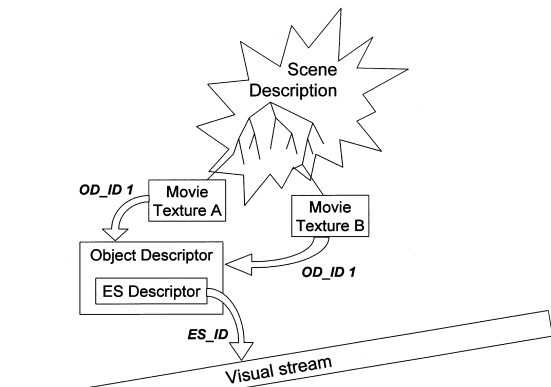 Scene
Description
OD_ID 1
Movie
Texture A
Movie
Texture B
Object Descriptor
OD_ID 1
ES Descriptor
ES_ID
Visual stream